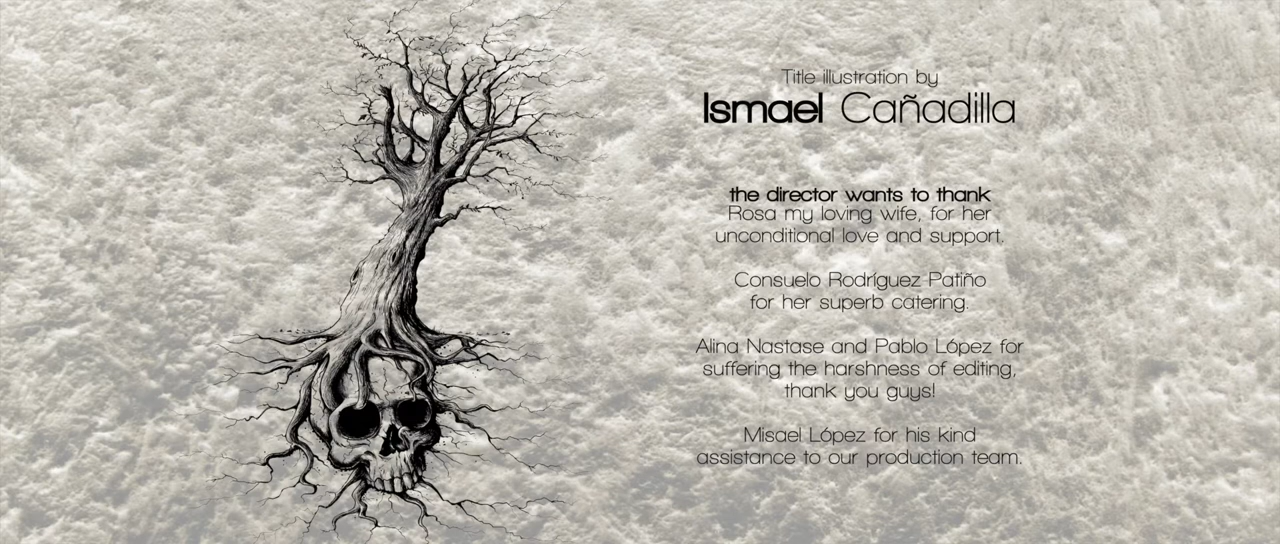 Title illustration by
Ismael Cañadilla
the director wants to thank
Rosa my loving wife, for her
unconditional love and support.
Consuelo Rodríguez Patiño
for her superb catering.
Alina Nastase and Pablo López for
suffering the harshness of editing,
thank you guys!
Misael López for his kind
assistance to our production team.